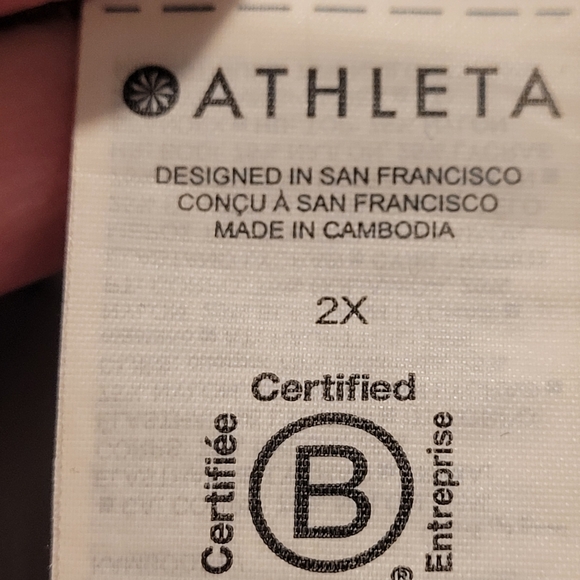 ATHLETA
DESIGNED IN SAN FRANCISCO
CONÇU À SAN FRANCISCO
MADE IN CAMBODIA
2X
Certified
Certifiée
B
Entreprise
®